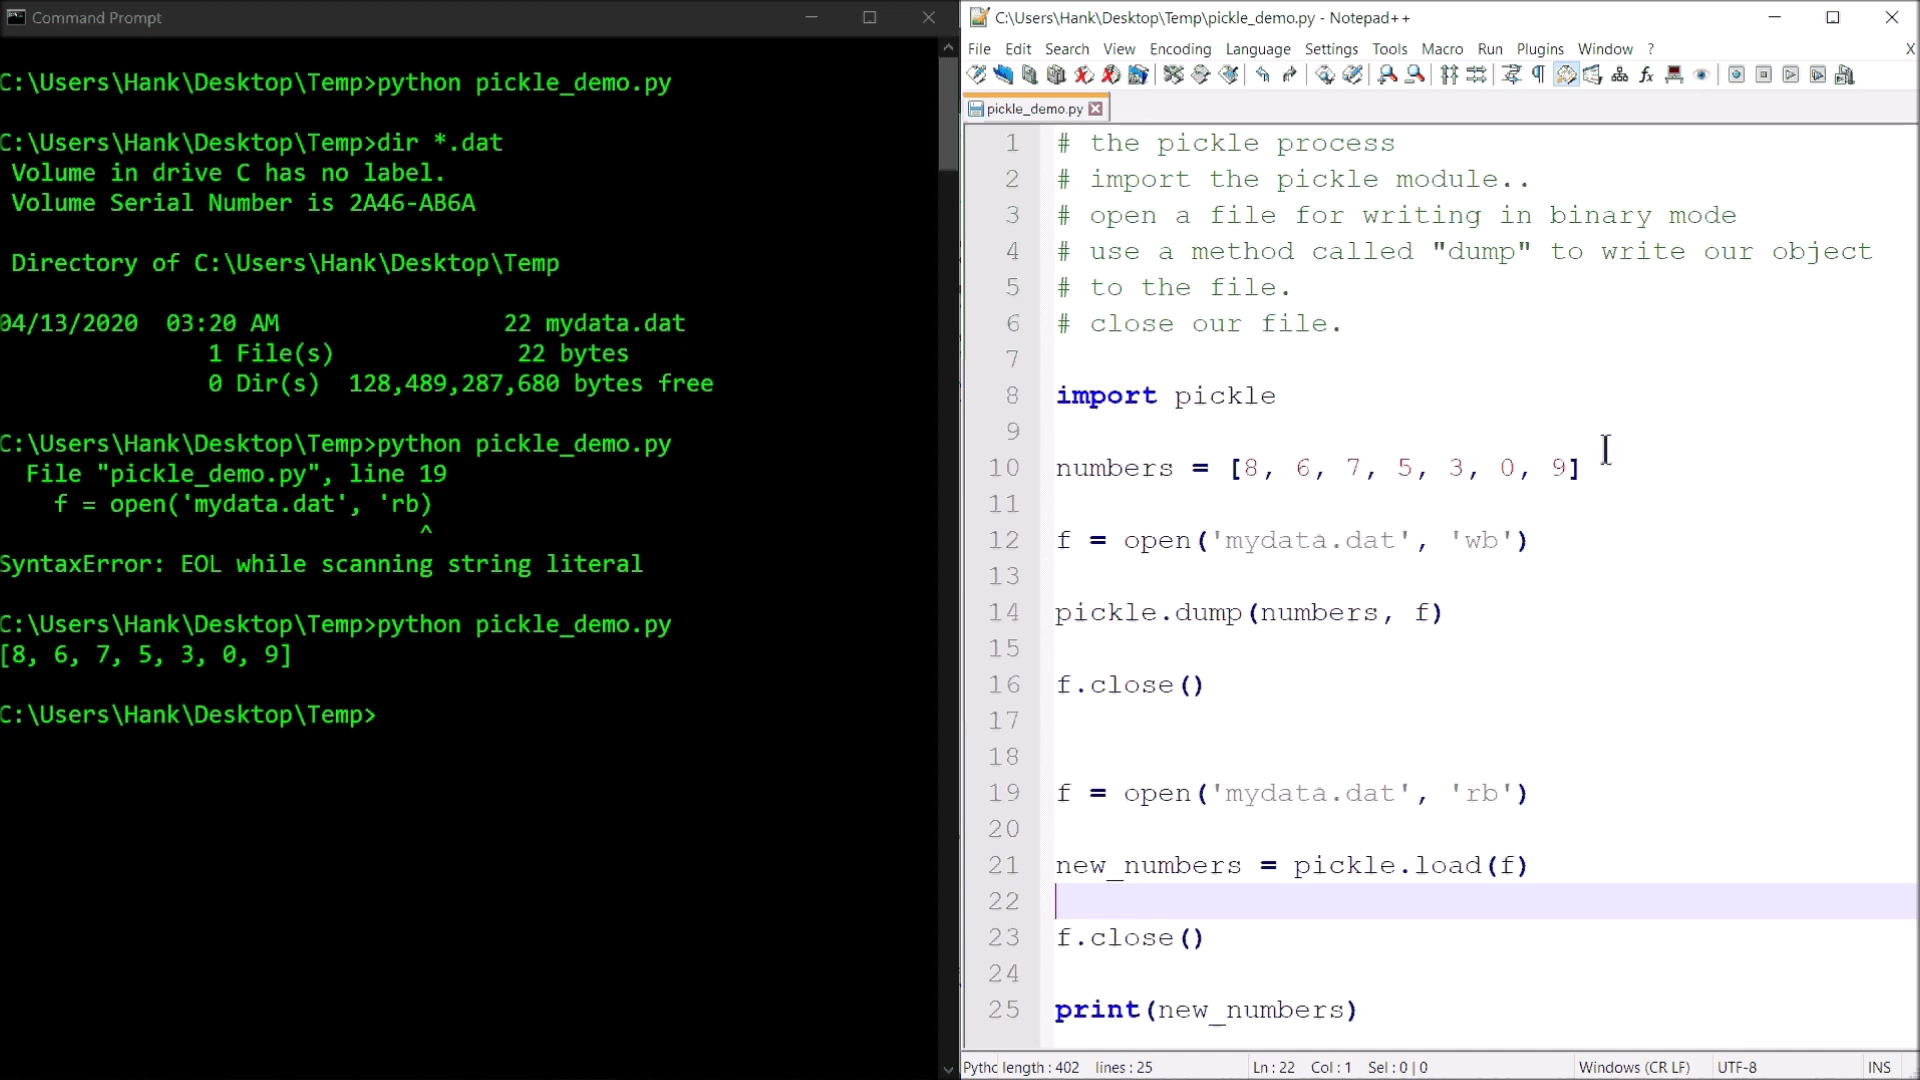 Command Prompt
C:\Users\Hank\Desktop\Temp>python pickle_demo.py
C:\Users\Hank\Desktop\Temp>dir *.dat
Volume in drive C has no label.
Volume Serial Number is 2A46-AB6A
Directory of C:\Users\Hank\Desktop\Temp
04/13/2020  03:20 AM                22 mydata.dat
1 File(s)             22 bytes
0 Dir(s)  128,489,287,680 bytes free
C:\Users\Hank\Desktop\Temp>python pickle_demo.py
File "pickle_demo.py", line 19
f = open('mydata.dat', 'rb)
^
SyntaxError: EOL while scanning string literal
C:\Users\Hank\Desktop\Temp>python pickle_demo.py
[8, 6, 7, 5, 3, 0, 9]
C:\Users\Hank\Desktop\Temp>
C:\Users\Hank\Desktop\Temp\pickle_demo.py - Notepad++
File Edit Search View Encoding Language Settings Tools Macro Run Plugins Window ? X
pickle_demo.py
1 # the pickle process
2 # import the pickle module..
3 # open a file for writing in binary mode
4 # use a method called "dump" to write our object
5 # to the file.
6 # close our file.
7
8 import pickle
9
10 numbers = [8, 6, 7, 5, 3, 0, 9]
11
12 f = open('mydata.dat', 'wb')
13
14 pickle.dump(numbers, f)
15
16 f.close()
17
18
19 f = open('mydata.dat', 'rb')
20
21 new_numbers = pickle.load(f)
22
23 f.close()
24
25 print(new_numbers)
Pythc length : 402 lines : 25 Ln : 22 Col : 1 Sel : 0 | 0 Windows (CR LF) UTF-8 INS